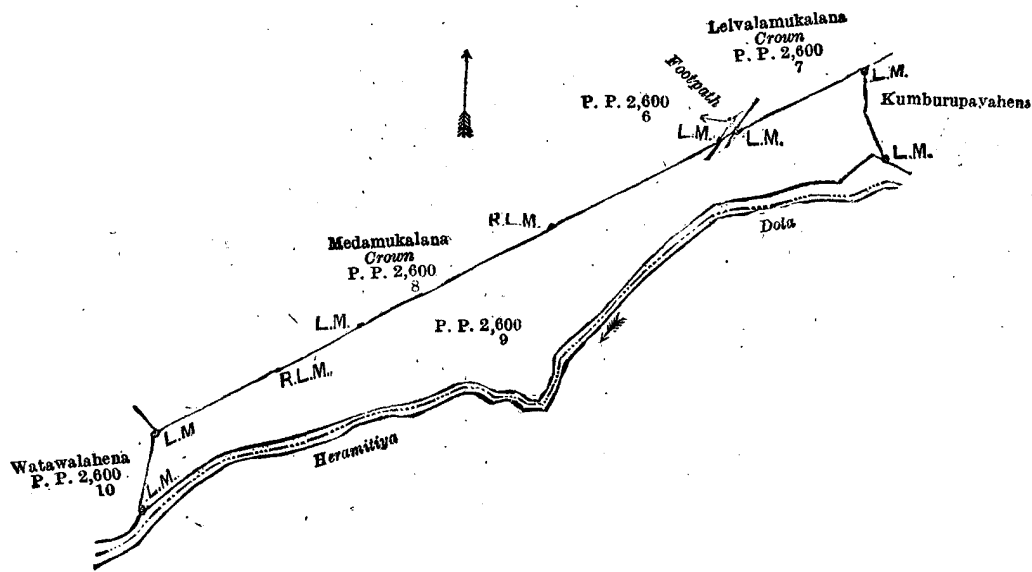 Lelvalamukalana
Crown
P. P. 2,600
7
L.M.
Kumburupayahens
Footpath
P. P. 2,600
6
L.M.
L.M.
L.M.
Dola
R.L.M.
Medamukalana
Crown
P. P. 2,600
8
L.M.
P. P. 2,600
9
R.L.M.
L.M
Heramitiya
Watawalahena
P. P. 2,600
10
L.M.